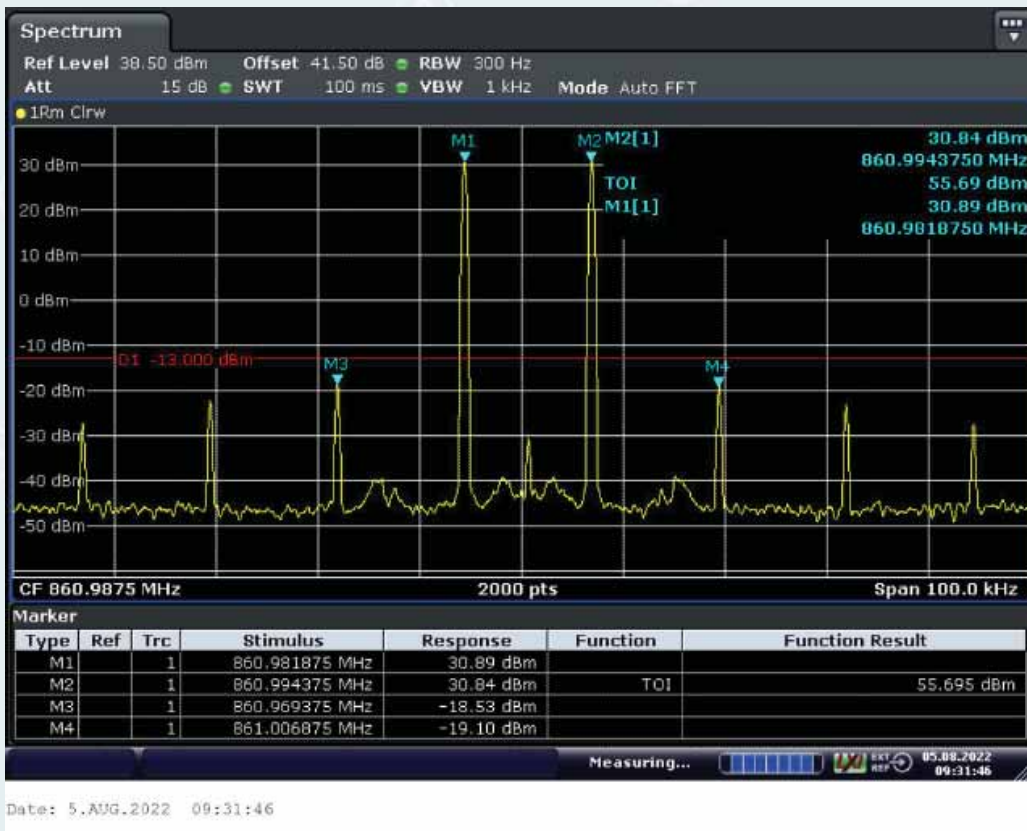 Spectrum
Ref Level 38.50 dBm Offset 41.50 dB RBW 300 Hz
Att 15 dB SWT 100 ms VBW 1 kHz Mode Auto FFT
1Rm Clrw
M1 M2 M2[1] 30.84 dBm
860.9943750 MHz
30 dBm
TOI 55.69 dBm
20 dBm M1[1] 30.89 dBm
860.9818750 MHz
10 dBm
0 dBm
-10 dBm
D1 -13.000 dBm
M3 M4
-20 dBm
-30 dBm
-40 dBm
-50 dBm
CF 860.9875 MHz 2000 pts Span 100.0 kHz
Marker
Type Ref Trc Stimulus Response Function Function Result
M1 1 860.981875 MHz 30.89 dBm
M2 1 860.994375 MHz 30.84 dBm TOI 55.695 dBm
M3 1 860.969375 MHz -18.53 dBm
M4 1 861.006875 MHz -19.10 dBm
Measuring... LXI EXT REF 05.08.2022
09:31:46
Date: 5.AUG.2022 09:31:46